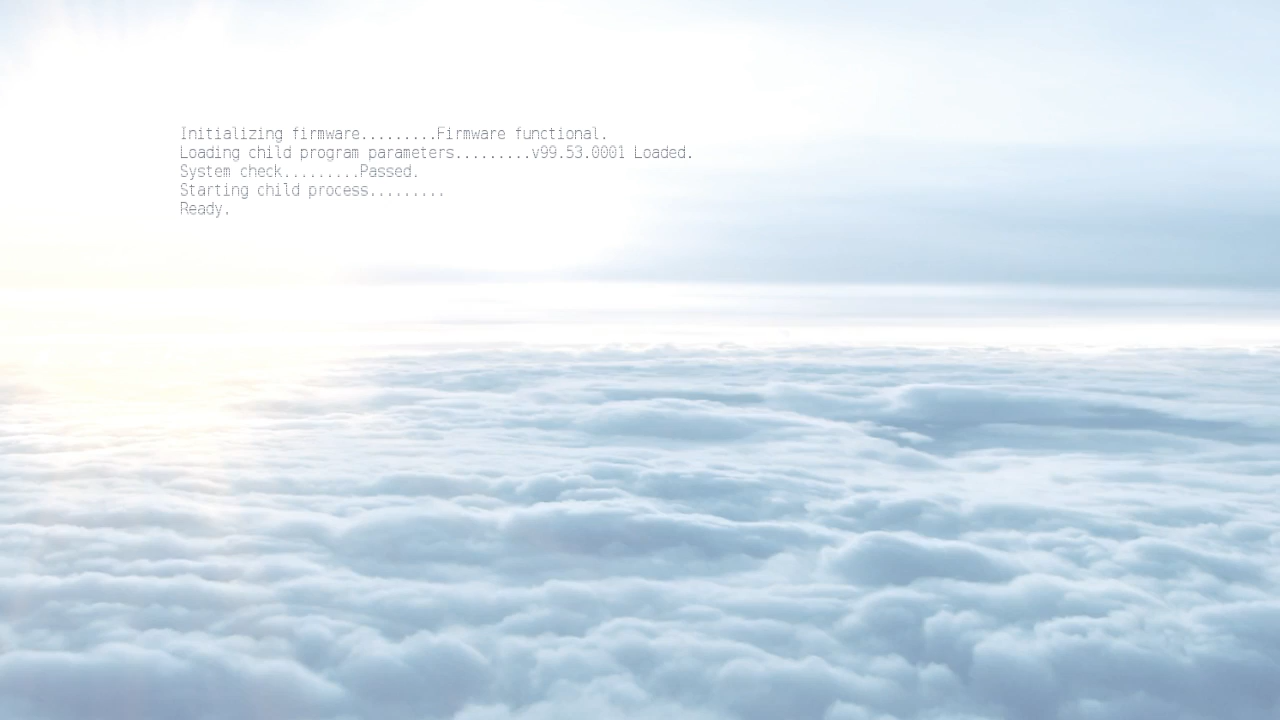 Initializing firmware.........Firmware functional.
Loading child program parameters.........v99.53.0001 Loaded.
System check.........Passed.
Starting child process.........
Ready.